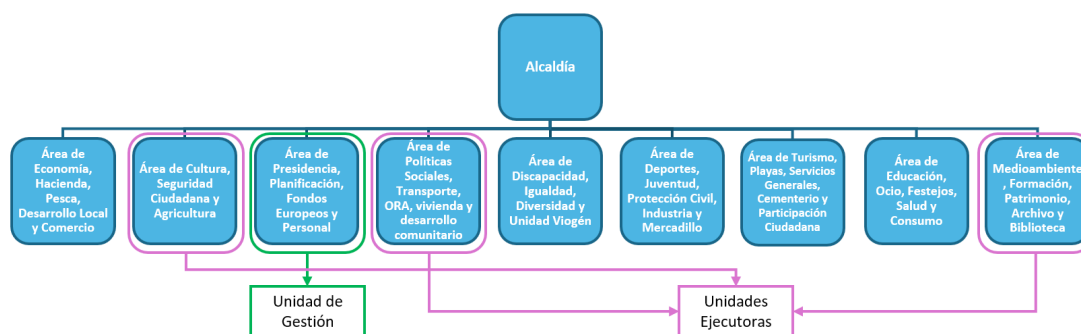 Alcaldía
Área de
Economía,
Hacienda,
Pesca,
Desarrollo Local
y Comercio
Área de Cultura,
Seguridad
Ciudadana y
Agricultura
Área de
Presidencia,
Planificación,
Fondos
Europeos y
Personal
Área de
Políticas
Sociales,
Transporte,
ORA, vivienda y
desarrollo
comunitario
Área de
Discapacidad,
Igualdad,
Diversidad y
Unidad Viogén
Área de
Deportes,
Juventud,
Protección Civil,
Industria y
Mercadillo
Área de Turismo,
Playas, Servicios
Generales,
Cementerio y
Participación
Ciudadana
Área de
Educación,
Ocio, Festejos,
Salud y
Consumo
Área de
Medioambiente
, Formación,
Patrimonio,
Archivo y
Biblioteca
Unidad de
Gestión
Unidades
Ejecutoras